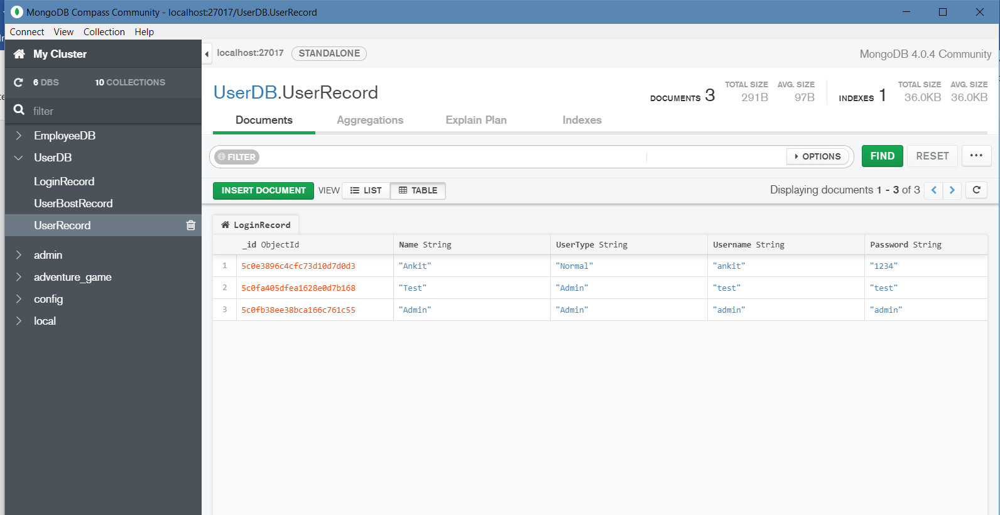 MongoDB Compass Community - localhost:27017/UserDB.UserRecord
Connect View Collection Help
My Cluster
6 DBS 10 COLLECTIONS
filter
EmployeeDB
UserDB
LoginRecord
UserBostRecord
UserRecord
admin
adventure_game
config
local
localhost:27017 STANDALONE MongoDB 4.0.4 Community
UserDB.UserRecord
DOCUMENTS 3 TOTAL SIZE 291B AVG. SIZE 97B INDEXES 1 TOTAL SIZE 36.0KB AVG. SIZE 36.0KB
Documents Aggregations Explain Plan Indexes
FILTER OPTIONS FIND RESET ...
INSERT DOCUMENT VIEW LIST TABLE Displaying documents 1 - 3 of 3
LoginRecord
_id ObjectId Name String UserType String Username String Password String
1 5c0e3896c4cfc73d10d7d0d3 "Ankit" "Normal" "ankit" "1234"
2 5c0fa405dfea1628e0d7b168 "Test" "Admin" "test" "test"
3 5c0fb38ee38bca166c761c55 "Admin" "Admin" "admin" "admin"